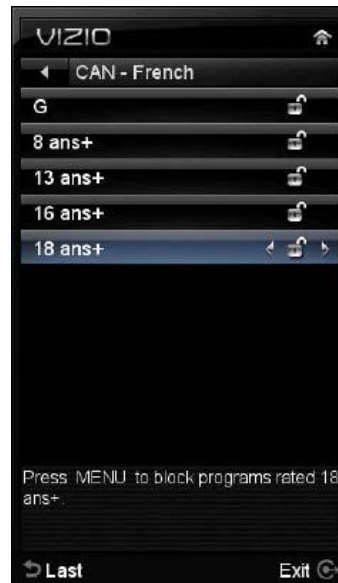 VIZIO
CAN - French
G
8 ans+
13 ans+
16 ans+
18 ans+
Press MENU to block programs rated 18
ans+.
Last Exit